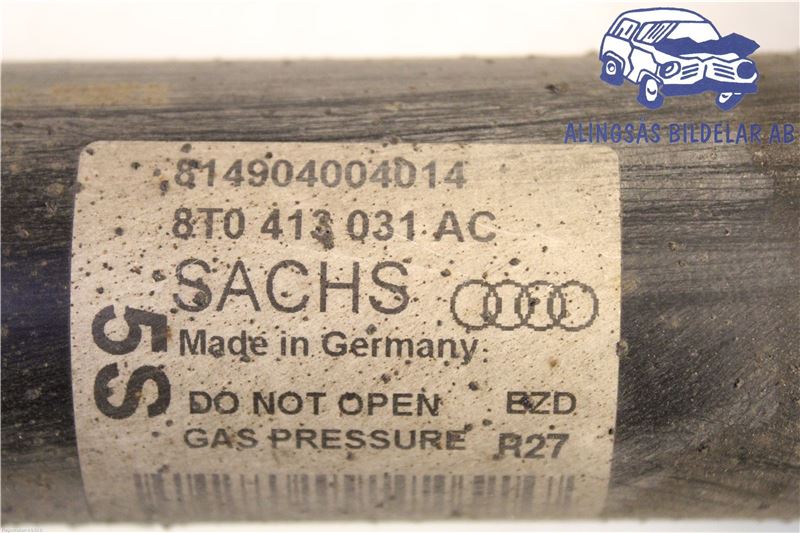 ALINGSÅS BILDELAR AB
814904004014
8T0 413 031 AC
SACHS
Made in Germany
5S
DO NOT OPEN BZD
GAS PRESSURE R27